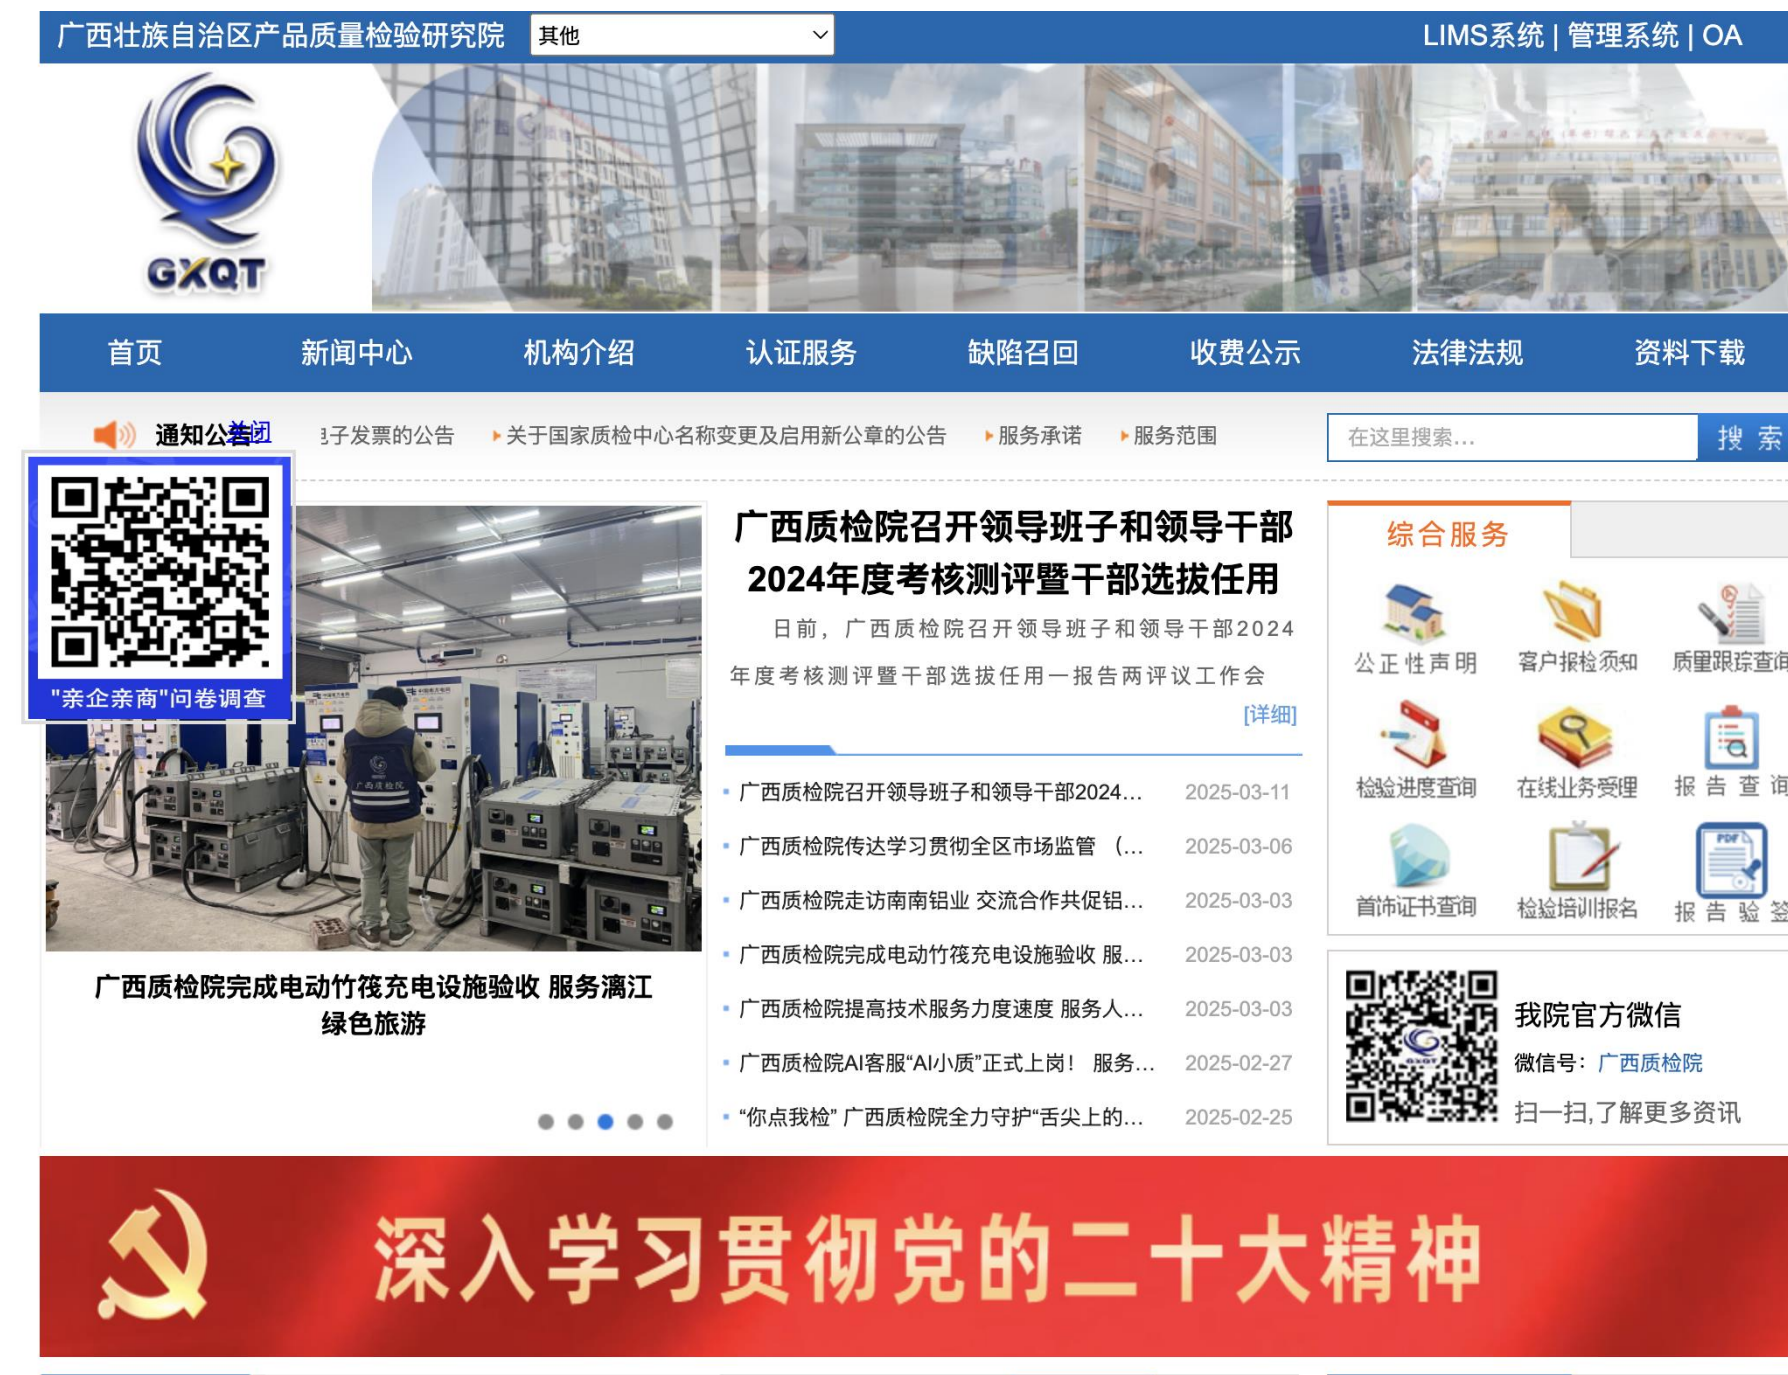 广西壮族自治区产品质量检验研究院
其他
LIMS系统 | 管理系统 | OA
GXQT
首页
新闻中心
机构介绍
认证服务
缺陷召回
收费公示
法律法规
资料下载
通知公告
关闭
子发票的公告
关于国家质检中心名称变更及启用新公章的公告
服务承诺
服务范围
在这里搜索...
搜 索
"亲企亲商"问卷调查
广西质检院
广西质检院完成电动竹筏充电设施验收 服务漓江
绿色旅游
广西质检院召开领导班子和领导干部
2024年度考核测评暨干部选拔任用
日前，广西质检院召开领导班子和领导干部2024
年度考核测评暨干部选拔任用一报告两评议工作会
[详细]
广西质检院召开领导班子和领导干部2024... 2025-03-11
广西质检院传达学习贯彻全区市场监管 （... 2025-03-06
广西质检院走访南南铝业 交流合作共促铝... 2025-03-03
广西质检院完成电动竹筏充电设施验收 服... 2025-03-03
广西质检院提高技术服务力度速度 服务人... 2025-03-03
广西质检院AI客服“AI小质”正式上岗！ 服务... 2025-02-27
“你点我检” 广西质检院全力守护“舌尖上的... 2025-02-25
综合服务
公正性声明
客户报检须知
质量跟踪查询
检验进度查询
在线业务受理
报告查询
首饰证书查询
检验培训报名
PDF
报告验签
GXQT
我院官方微信
微信号：广西质检院
扫一扫,了解更多资讯
深入学习贯彻党的二十大精神